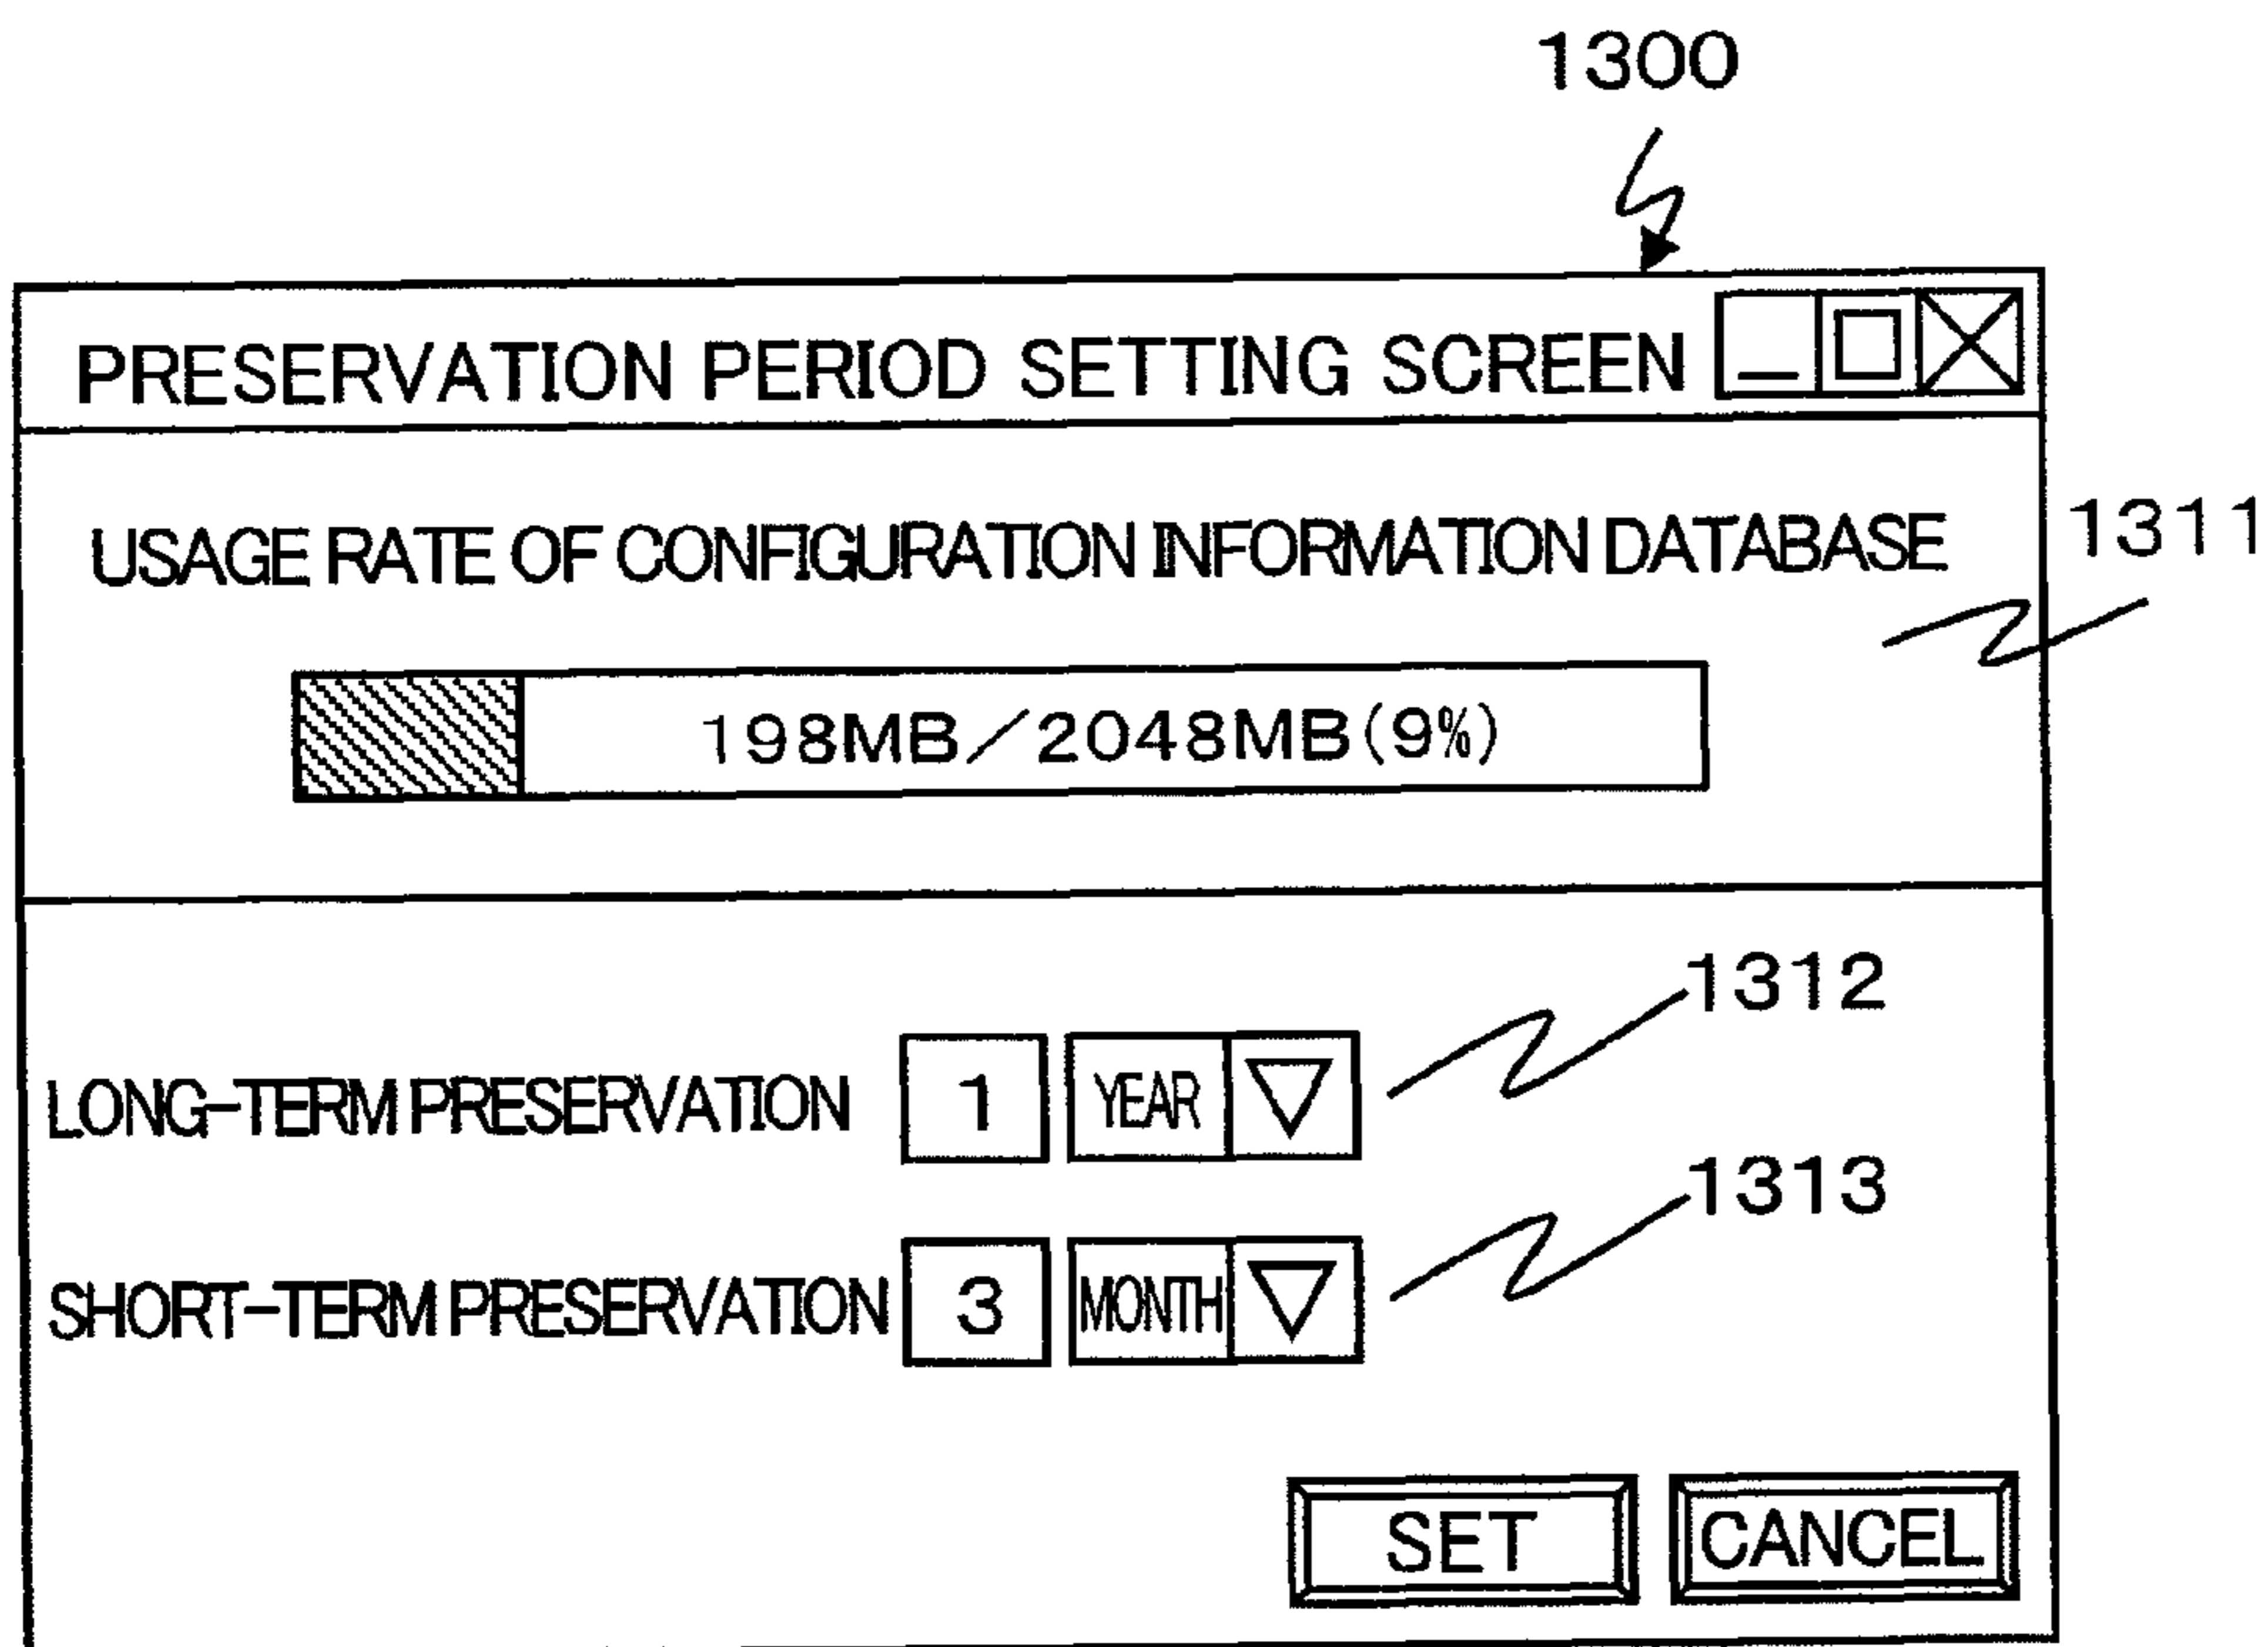 1300
PRESERVATION PERIOD SETTING SCREEN
USAGE RATE OF CONFIGURATION INFORMATION DATABASE
1311
198MB/2048MB(9%)
1312
LONG-TERM PRESERVATION 1 YEAR
1313
SHORT-TERM PRESERVATION 3 MONTH
SET CANCEL